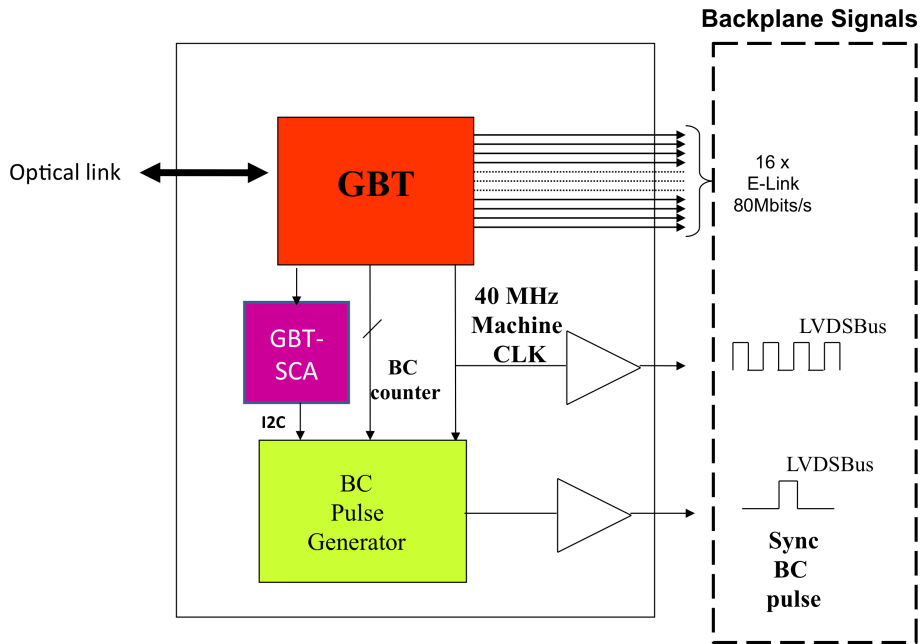 Backplane Signals
Optical link
GBT
16 x
E-Link
80Mbits/s
40 MHz
Machine
CLK
GBT-
SCA
BC
counter
I2C
LVDSBus
BC
Pulse
Generator
LVDSBus
Sync
BC
pulse